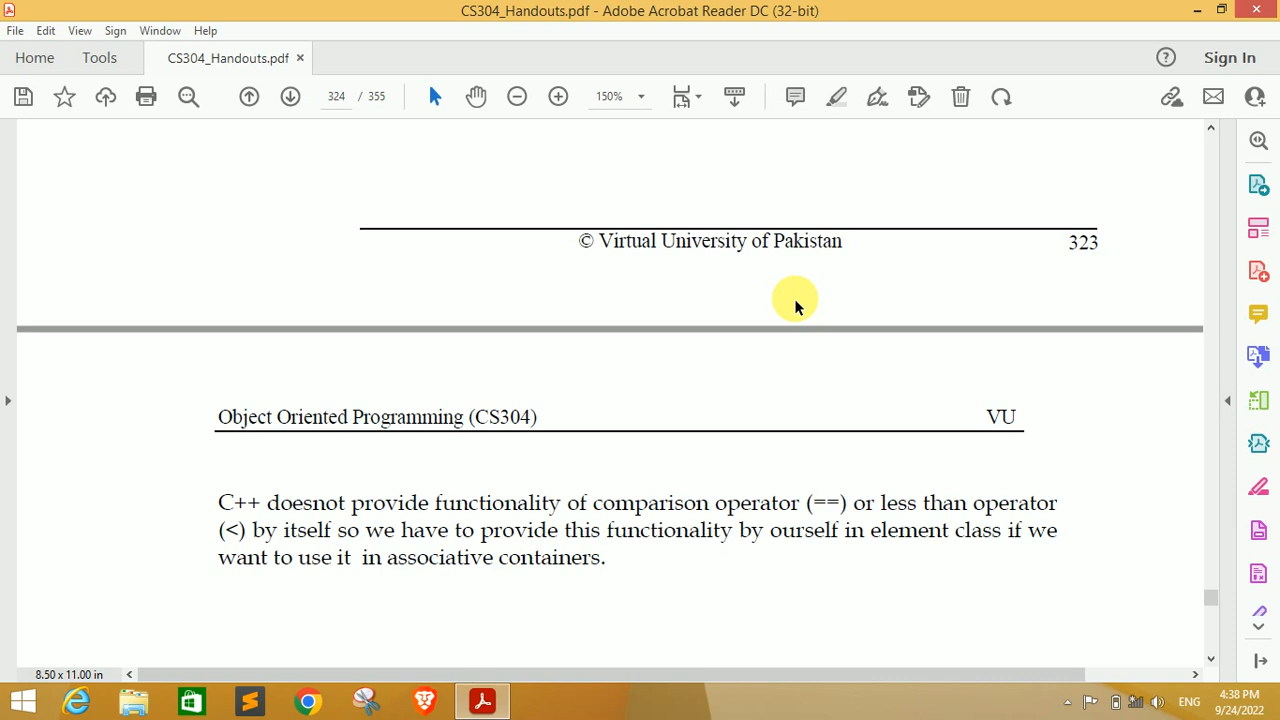 CS304_Handouts.pdf - Adobe Acrobat Reader DC (32-bit)
File Edit View Sign Window Help
Home Tools CS304_Handouts.pdf × ? Sign In
324 / 355 150%
© Virtual University of Pakistan 323
Object Oriented Programming (CS304) VU
C++ doesnot provide functionality of comparison operator (==) or less than operator
(<) by itself so we have to provide this functionality by ourself in element class if we
want to use it in associative containers.
8.50 x 11.00 in
ENG 4:38 PM
9/24/2022